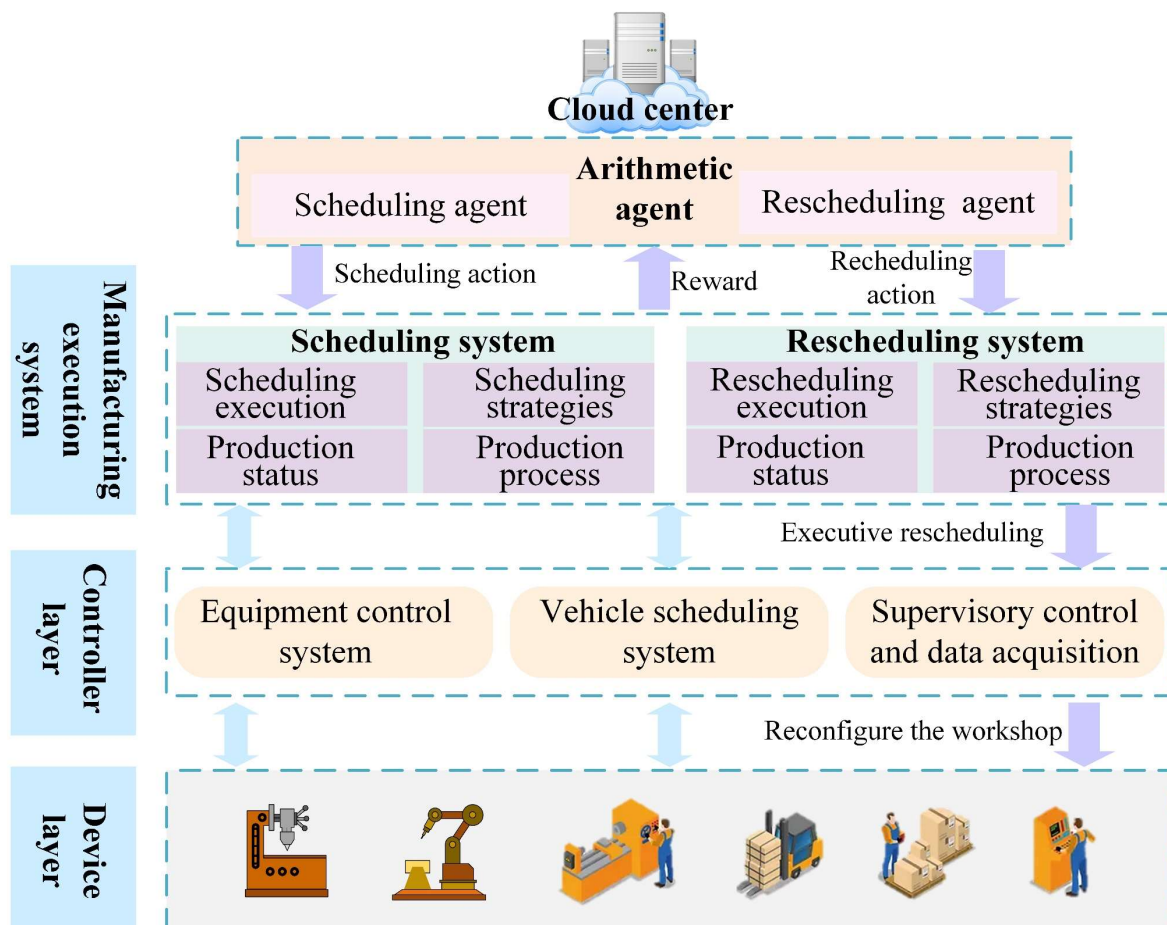 Cloud center
Arithmetic
agent
Scheduling agent
Rescheduling agent
Scheduling action
Reward
Recheduling
action
Manufacturing
execution
system
Scheduling system
Scheduling
execution
Scheduling
strategies
Production
status
Production
process
Rescheduling system
Rescheduling
execution
Rescheduling
strategies
Production
status
Production
process
Executive rescheduling
Controller
layer
Equipment control
system
Vehicle scheduling
system
Supervisory control
and data acquisition
Reconfigure the workshop
Device
layer